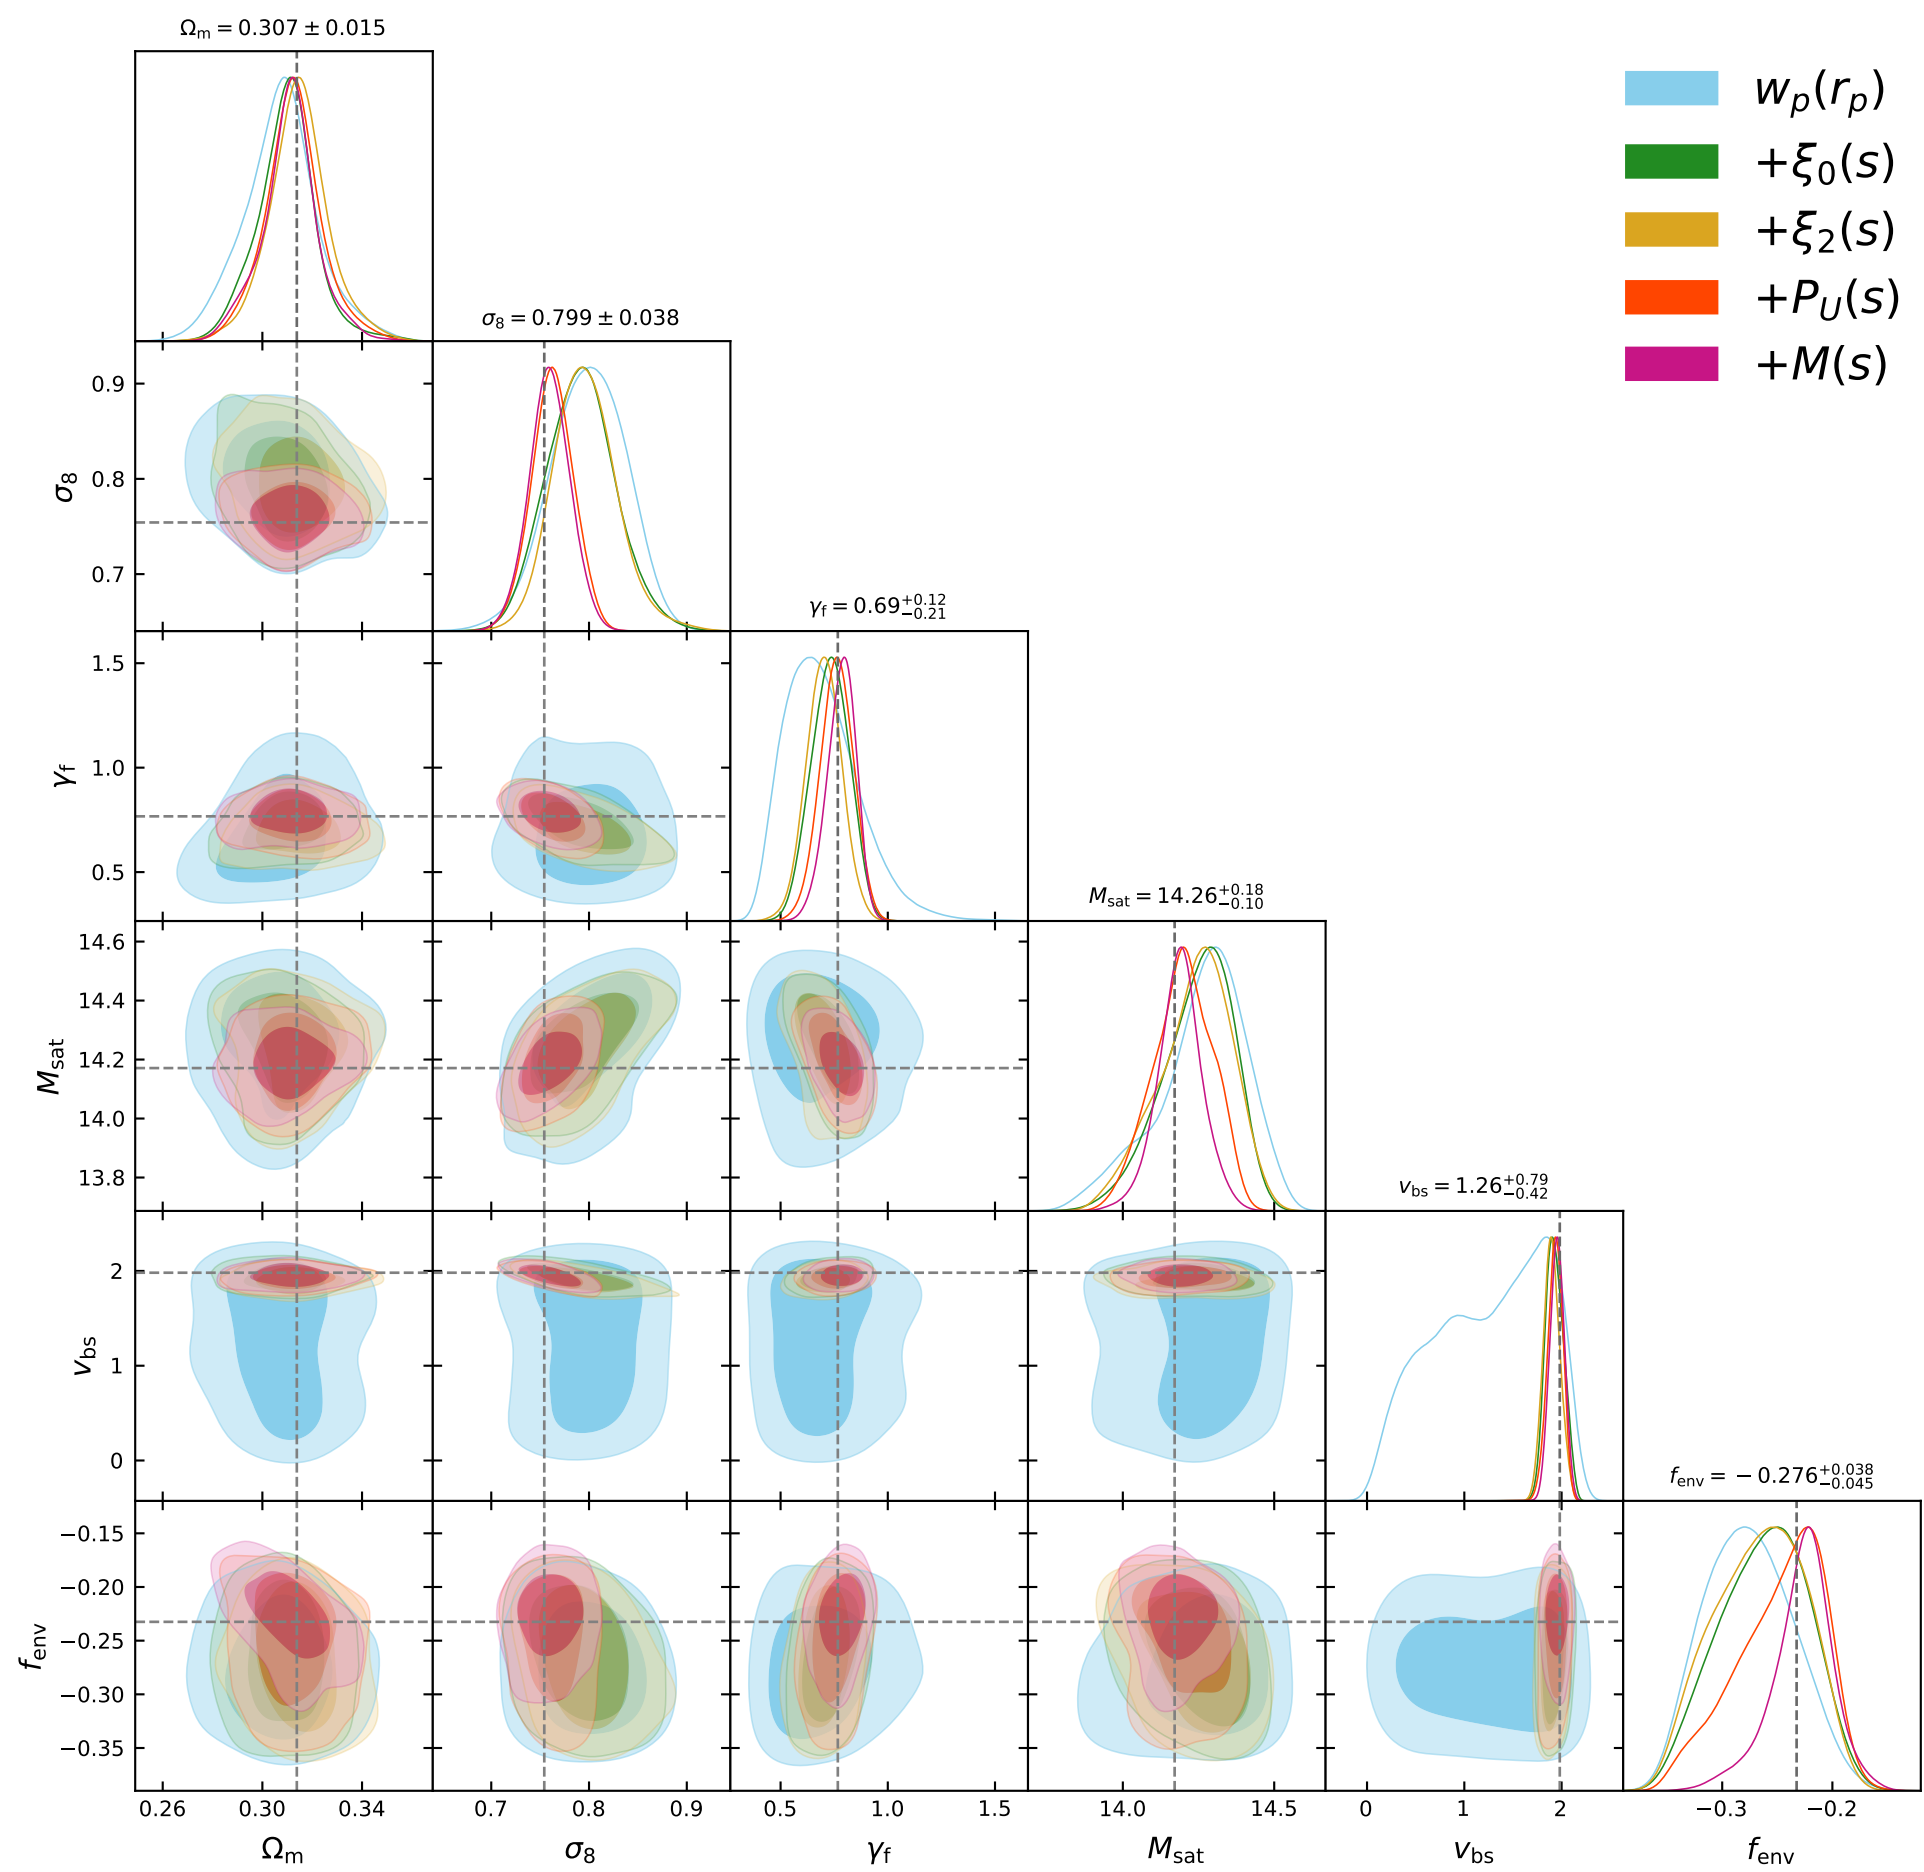 Ωm = 0.307 ± 0.015
wp(rp)
+ξ0(s)
+ξ2(s)
+PU(s)
+M(s)
σ8 = 0.799 ± 0.038
0.9
0.8
0.7
σ8
γf = 0.69+0.12−0.21
1.5
1.0
0.5
γf
Msat = 14.26+0.18−0.10
14.6
14.4
14.2
14.0
13.8
Msat
vbs = 1.26+0.79−0.42
2
1
0
vbs
fenv = −0.276+0.038−0.045
−0.15
−0.20
−0.25
−0.30
−0.35
fenv
0.26 0.30 0.34 0.7 0.8 0.9 0.5 1.0 1.5 14.0 14.5 0 1 2 −0.3 −0.2
Ωm σ8 γf Msat vbs fenv